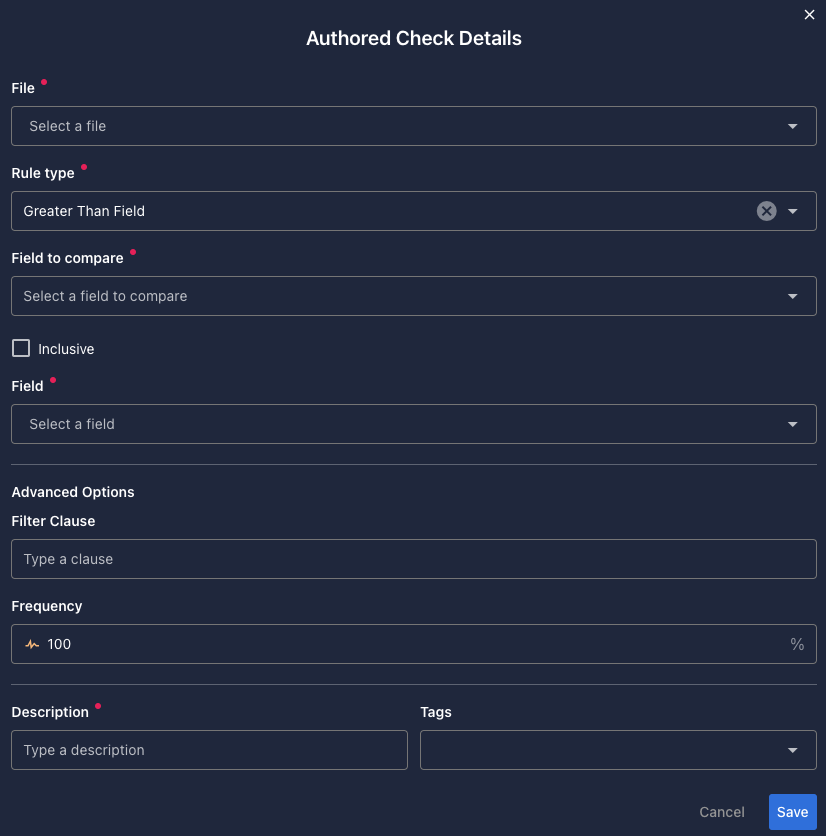 Authored Check Details
File
Select a file
Rule type
Greater Than Field
Field to compare
Select a field to compare
Inclusive
Field
Select a field
Advanced Options
Filter Clause
Type a clause
Frequency
100 %
Description Tags
Type a description
Cancel Save